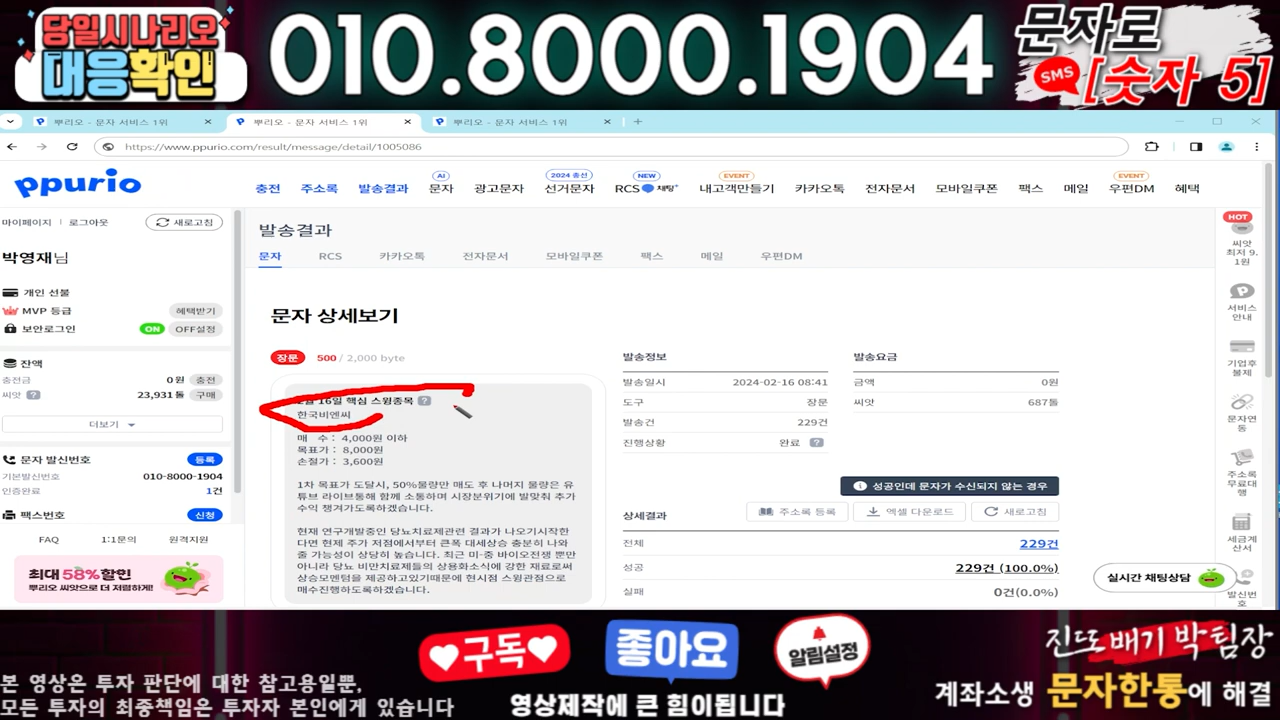 당일시나리오
대응확인
010.8000.1904
문자로
SMS [숫자 5]
뿌리오 - 문자 서비스 1위
뿌리오 - 문자 서비스 1위
뿌리오 - 문자 서비스 1위
https://www.ppurio.com/result/message/detail/1005086
ppurio
AI
2024 총선
NEW
EVENT
EVENT
충전 주소록 발송결과 문자 광고문자 선거문자 RCS 채팅+ 내고객만들기 카카오톡 전자문서 모바일쿠폰 팩스 메일 우편DM 혜택
마이페이지 | 로그아웃 새로고침
박영재님
개인 선불
MVP 등급 혜택받기
보안로그인 ON OFF설정
잔액
충전금 0원 충전
씨앗 ? 23,931톨 구매
더보기
문자 발신번호 등록
기본발신번호 010-8000-1904
인증완료 1건
팩스번호 신청
FAQ 1:1문의 원격지원
최대 58%할인
뿌리오 씨앗으로 더 저렴하게!
발송결과
문자 RCS 카카오톡 전자문서 모바일쿠폰 팩스 메일 우편DM
문자 상세보기
장문 500 / 2,000 byte
2월 16일 핵심 스윙종목 ?
한국비엔씨
매 수 : 4,000원 이하
목표가 : 8,000원
손절가 : 3,600원
1차 목표가 도달시, 50%물량만 매도 후 나머지 물량은 유
튜브 라이브통해 함께 소통하며 시장분위기에 발맞춰 추가
수익 챙겨가도록하겠습니다.
현재 연구개발중인 당뇨치료제관련 결과가 나오기시작한
다면 현제 주가 저점에서부터 큰폭 대세상승 충분히 나와
줄 가능성이 상당히 높습니다. 최근 미-중 바이오전쟁 뿐만
아니라 당뇨 비만치료제들의 상용화소식에 강한 재료로써
상승모멘텀을 제공하고있기때문에 현시점 스윙관점으로
매수진행하도록하겠습니다.
발송정보
발송일시 2024-02-16 08:41
도구 장문
발송건 229건
진행상황 완료 ?
발송요금
금액 0원
씨앗 687톨
성공인데 문자가 수신되지 않는 경우
상세결과 주소록 등록 엑셀 다운로드 새로고침
전체 229건
성공 229건 (100.0%)
실패 0건(0.0%)
HOT
씨앗
최저 9.
1원
서비스
안내
기업후
불제
문자연
동
주소록
무료대
행
세금계
산서
발신번
호
실시간 채팅상담
구독
좋아요
알림설정
본 영상은 투자 판단에 대한 참고용일뿐,
모든 투자의 최종책임은 투자자 본인에게 있습니다
영상제작에 큰 힘이됩니다
진또배기 박팀장
계좌소생 문자한통에 해결